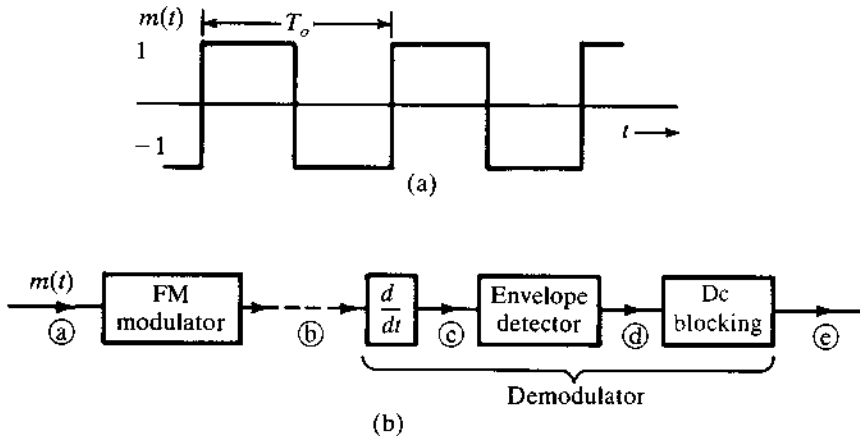 m(t)
T_o
1
-1
t
(a)
m(t)
FM modulator
d/dt
Envelope detector
Dc blocking
ⓐ
ⓑ
ⓒ
ⓓ
ⓔ
Demodulator
(b)